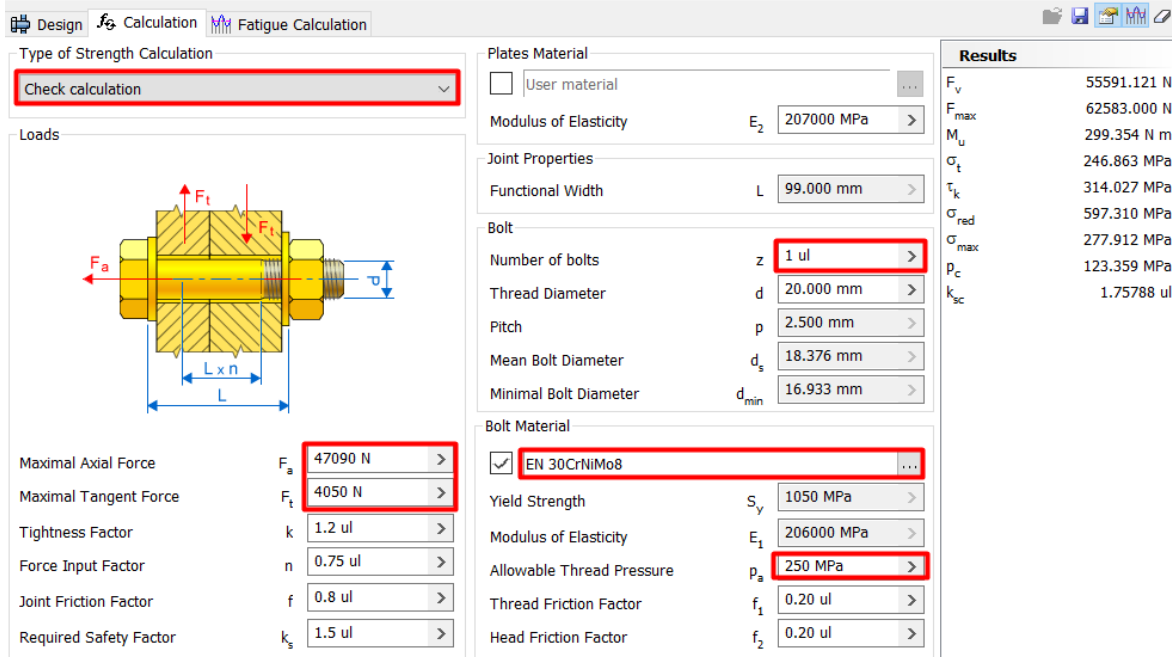 Design Calculation Fatigue Calculation
Type of Strength Calculation
Check calculation
Loads
Ft
Ft
Fa
d
L x n
L
Maximal Axial Force Fa 47090 N >
Maximal Tangent Force Ft 4050 N >
Tightness Factor k 1.2 ul >
Force Input Factor n 0.75 ul >
Joint Friction Factor f 0.8 ul >
Required Safety Factor ks 1.5 ul >
Plates Material
User material ...
Modulus of Elasticity E2 207000 MPa >
Joint Properties
Functional Width L 99.000 mm >
Bolt
Number of bolts z 1 ul >
Thread Diameter d 20.000 mm >
Pitch p 2.500 mm >
Mean Bolt Diameter ds 18.376 mm >
Minimal Bolt Diameter dmin 16.933 mm >
Bolt Material
EN 30CrNiMo8 ...
Yield Strength Sy 1050 MPa >
Modulus of Elasticity E1 206000 MPa >
Allowable Thread Pressure pa 250 MPa >
Thread Friction Factor f1 0.20 ul >
Head Friction Factor f2 0.20 ul >
Results
Fv 55591.121 N
Fmax 62583.000 N
Mu 299.354 N m
σt 246.863 MPa
τk 314.027 MPa
σred 597.310 MPa
σmax 277.912 MPa
pc 123.359 MPa
ksc 1.75788 ul